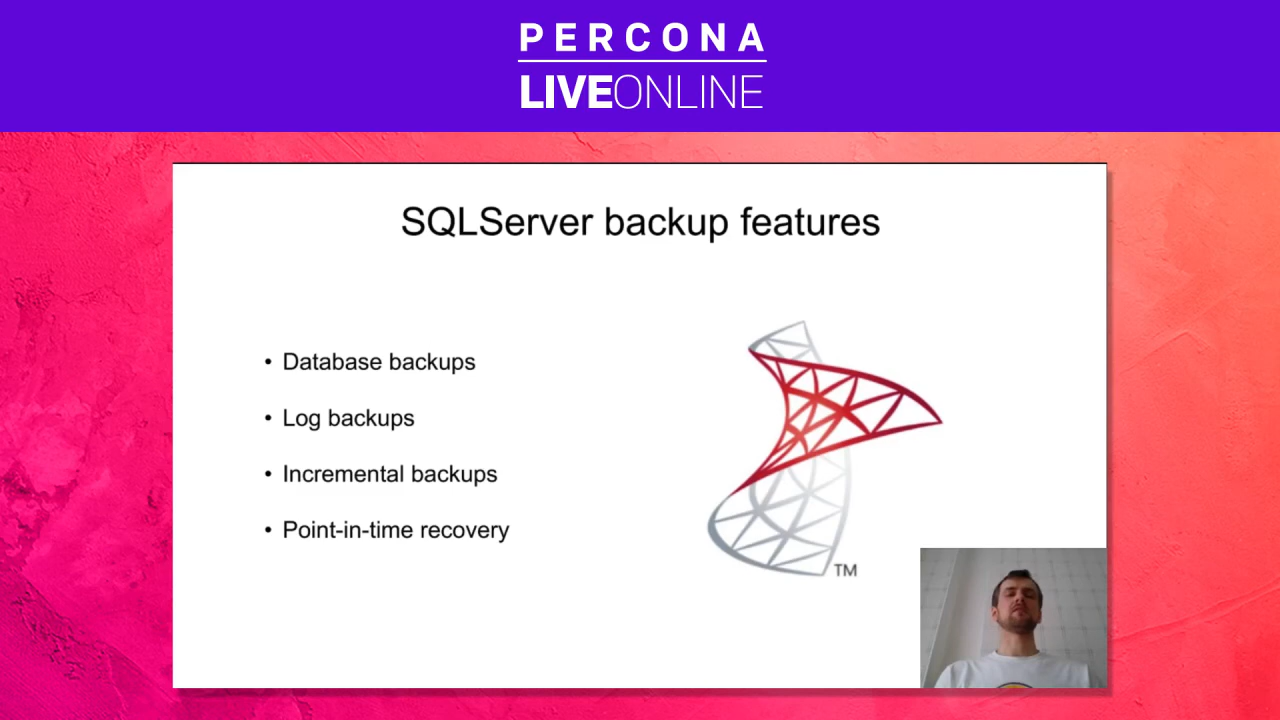 PERCONA
LIVEONLINE
SQLServer backup features
• Database backups
• Log backups
• Incremental backups
• Point-in-time recovery
TM